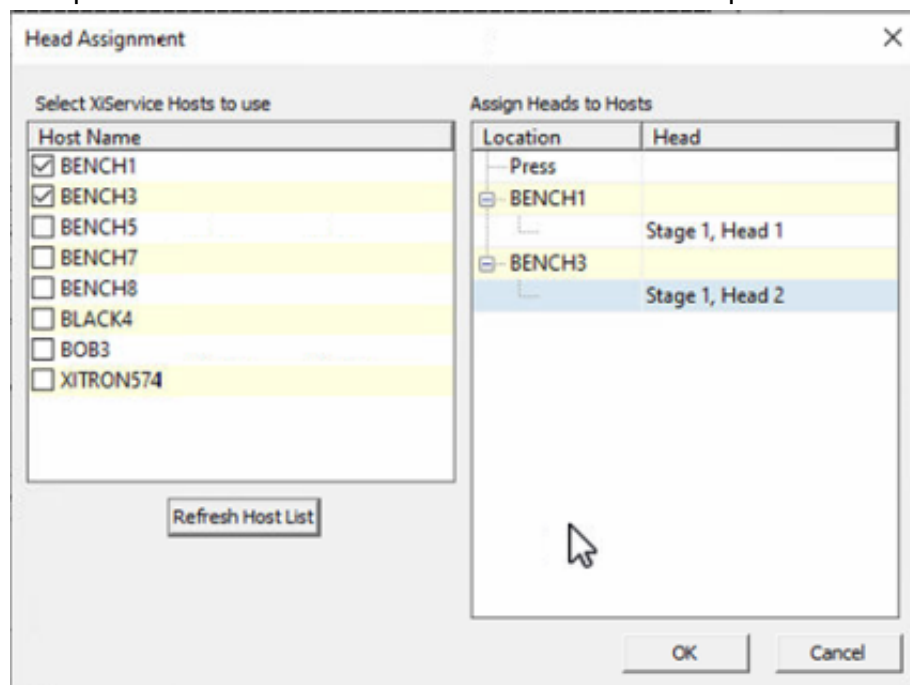 Head Assignment
Select XiService Hosts to use
Host Name
BENCH1
BENCH3
BENCH5
BENCH7
BENCH8
BLACK4
BOB3
XITRON574
Refresh Host List
Assign Heads to Hosts
Location Head
Press
BENCH1
Stage 1, Head 1
BENCH3
Stage 1, Head 2
OK Cancel